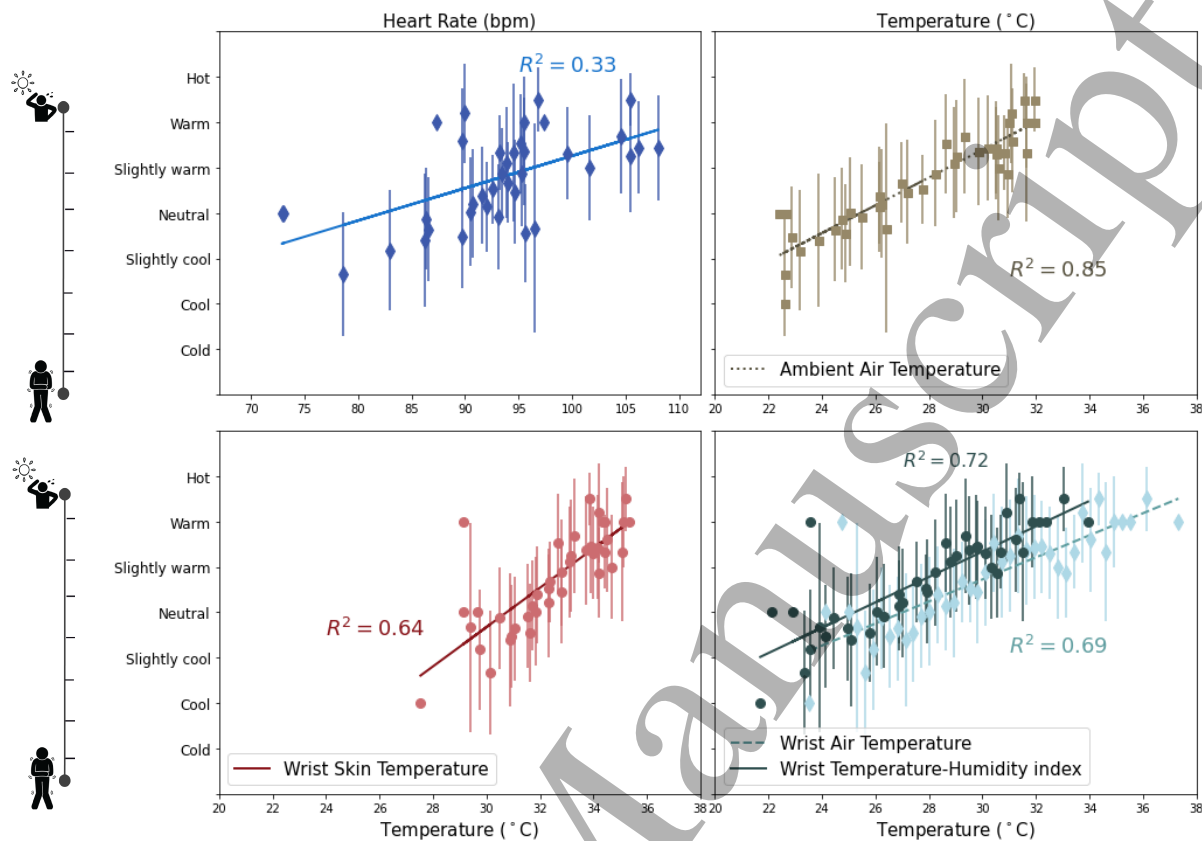 Heart Rate (bpm)
Temperature (°C)
Hot
Warm
Slightly warm
Neutral
Slightly cool
Cool
Cold
R² = 0.33
R² = 0.85
Ambient Air Temperature
70 75 80 85 90 95 100 105 110
20 22 24 26 28 30 32 34 36 38
Hot
Warm
Slightly warm
Neutral
Slightly cool
Cool
Cold
R² = 0.64
Wrist Skin Temperature
R² = 0.72
R² = 0.69
Wrist Air Temperature
Wrist Temperature-Humidity index
20 22 24 26 28 30 32 34 36 38
20 22 24 26 28 30 32 34 36 38
Temperature (°C)
Temperature (°C)
Manuscript